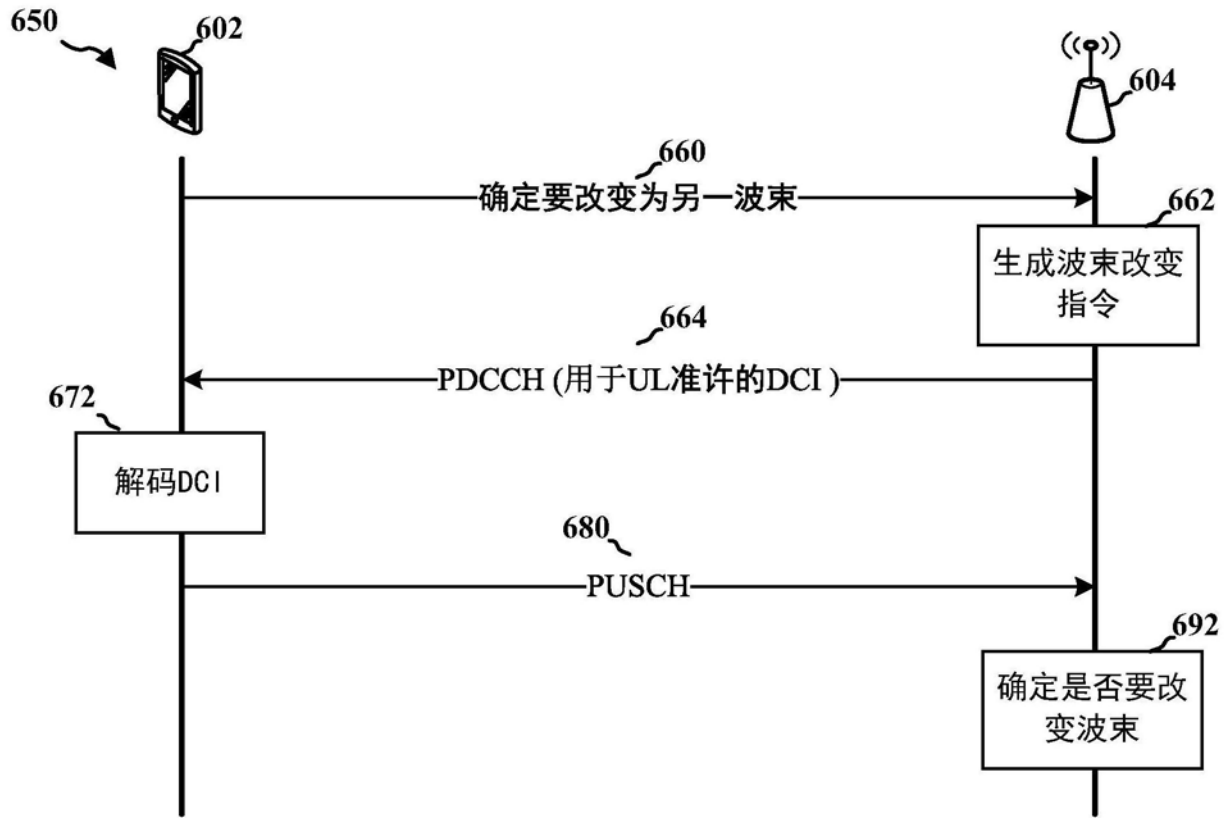 650
602
604
660
确定要改变为另一波束
662
生成波束改变
指令
664
PDCCH (用于UL准许的DCI )
672
解码DCI
680
PUSCH
692
确定是否要改
变波束